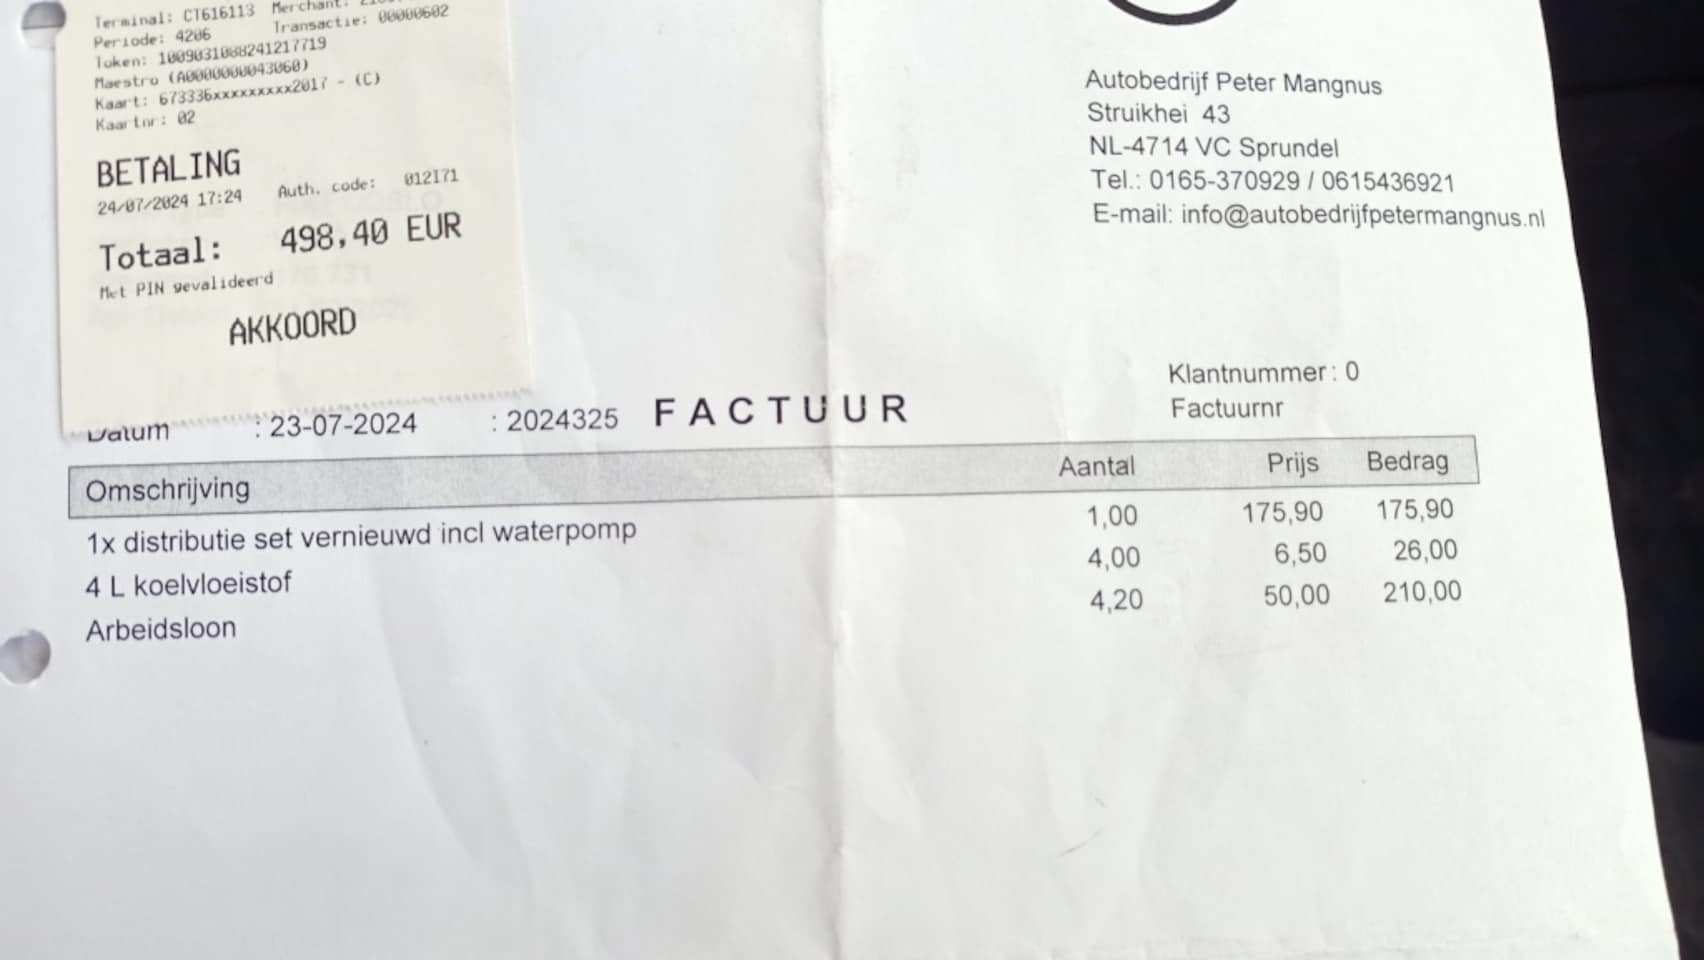 Terminal: CT616113 Merchant:
Periode: 4206 Transactie: 00000602
Token: 1009031088241217719
Maestro (A0000000043060)
Kaart: 673336xxxxxxxxx2017 - (C)
Kaartnr: 02
BETALING
24/07/2024 17:24 Auth. code: 012171
Totaal: 498,40 EUR
Met PIN gevalideerd
AKKOORD
Autobedrijf Peter Mangnus
Struikhei 43
NL-4714 VC Sprundel
Tel.: 0165-370929 / 0615436921
E-mail: info@autobedrijfpetermangnus.nl
Klantnummer : 0
Factuurnr
Datum : 23-07-2024 : 2024325 FACTUUR
Omschrijving Aantal Prijs Bedrag
1x distributie set vernieuwd incl waterpomp 1,00 175,90 175,90
4 L koelvloeistof 4,00 6,50 26,00
Arbeidsloon 4,20 50,00 210,00